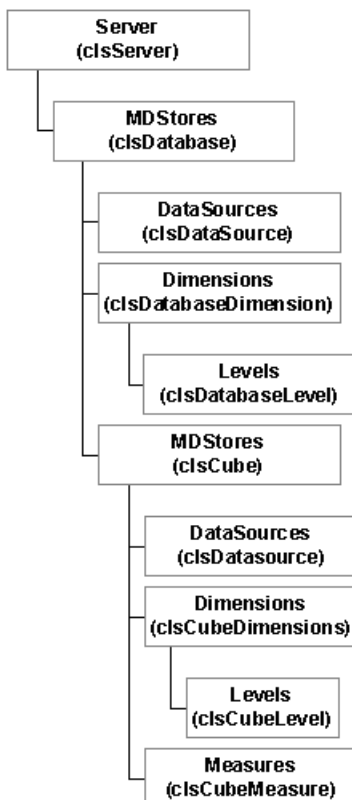 Server
(clsServer)
MDStores
(clsDatabase)
DataSources
(clsDataSource)
Dimensions
(clsDatabaseDimension)
Levels
(clsDatabaseLevel)
MDStores
(clsCube)
DataSources
(clsDatasource)
Dimensions
(clsCubeDimensions)
Levels
(clsCubeLevel)
Measures
(clsCubeMeasure)